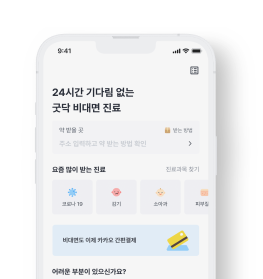 9:41
24시간 기다림 없는
굿닥 비대면 진료
약 받을 곳
받는 방법
주소 입력하고 약 받는 방법 확인
요즘 많이 받는 진료
진료과목 찾기
코로나 19
감기
소아과
피부질
비대면도 이제 카카오 간편결제
어려운 부분이 있으신가요?